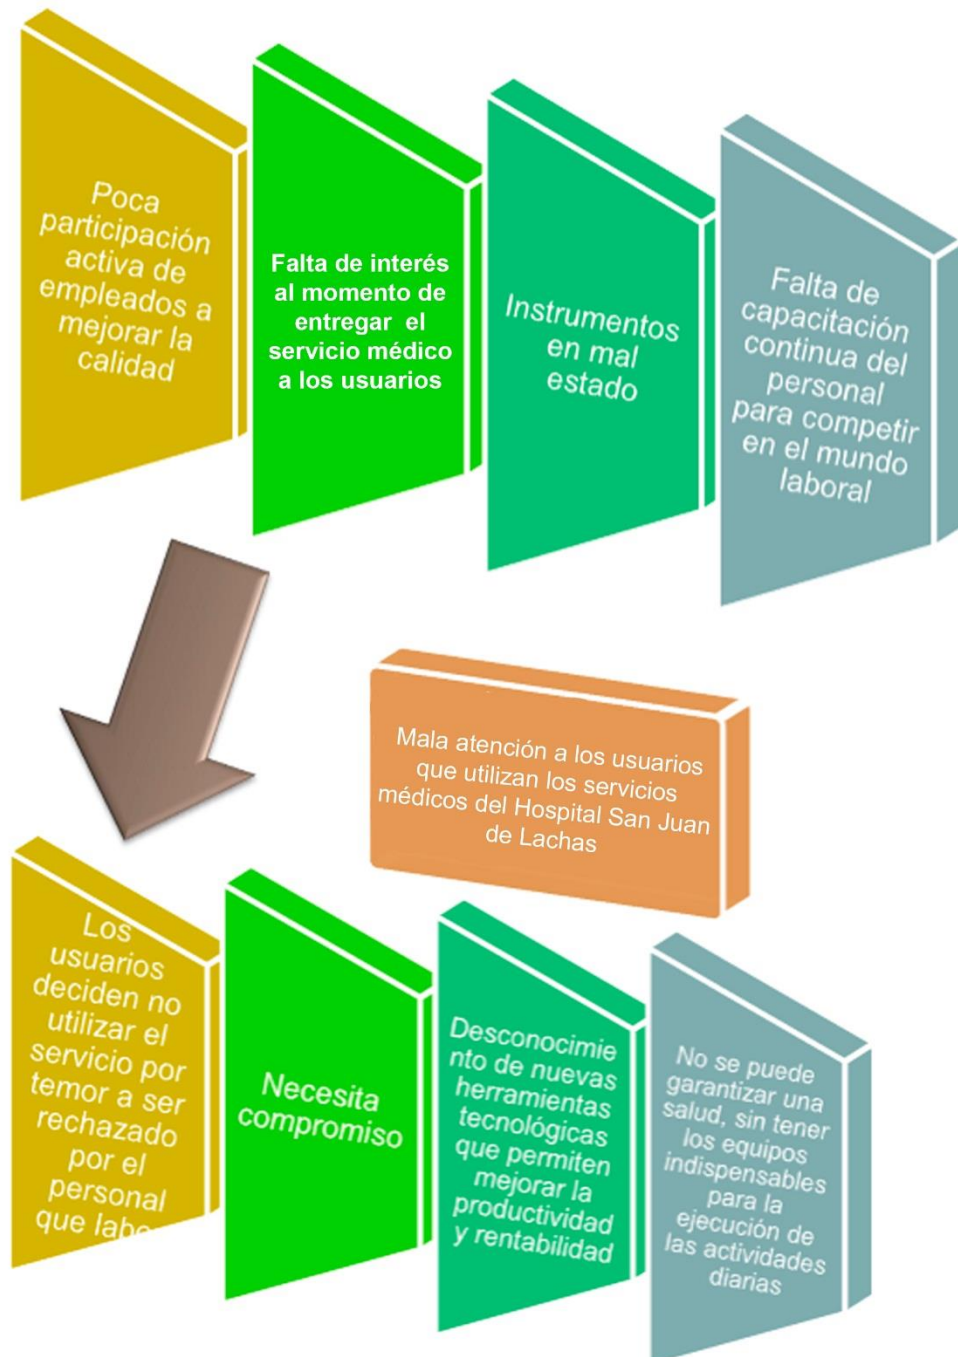 Poca
participación
activa de
empleados a
mejorar la
calidad
Falta de interés
al momento de
entregar el
servicio médico
a los usuarios
Instrumentos
en mal
estado
Falta de
capacitación
continua del
personal
para competir
en el mundo
laboral
Mala atención a los usuarios
que utilizan los servicios
médicos del Hospital San Juan
de Lachas
Los
usuarios
deciden no
utilizar el
servicio por
temor a ser
rechazado
por el
personal
que
Necesita
compromiso
Desconocimie
nto de nuevas
herramientas
tecnológicas
que permiten
mejorar la
productividad
y rentabilidad
No se puede
garantizar una
salud, sin tener
los equipos
indispensables
para la
ejecución de
las actividades
diarias